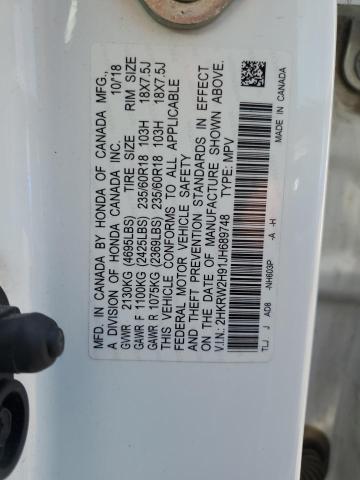 MFD. IN CANADA BY HONDA OF CANADA MFG., 10/18
A DIVISION OF HONDA CANADA INC.
GVWR 2130KG (4695LBS) TIRE SIZE RIM SIZE
GAWR F 1100KG (2425LBS) 235/60R18 103H 18X7.5J
GAWR R 1075KG (2369LBS) 235/60R18 103H 18X7.5J
THIS VEHICLE CONFORMS TO ALL APPLICABLE
FEDERAL MOTOR VEHICLE SAFETY
AND THEFT PREVENTION STANDARDS IN EFFECT
ON THE DATE OF MANUFACTURE SHOWN ABOVE.
V.I.N.: 2HKRW2H91JH689748 TYPE: MPV
TLJ J AD8 -NH603P -A -H MADE IN CANADA